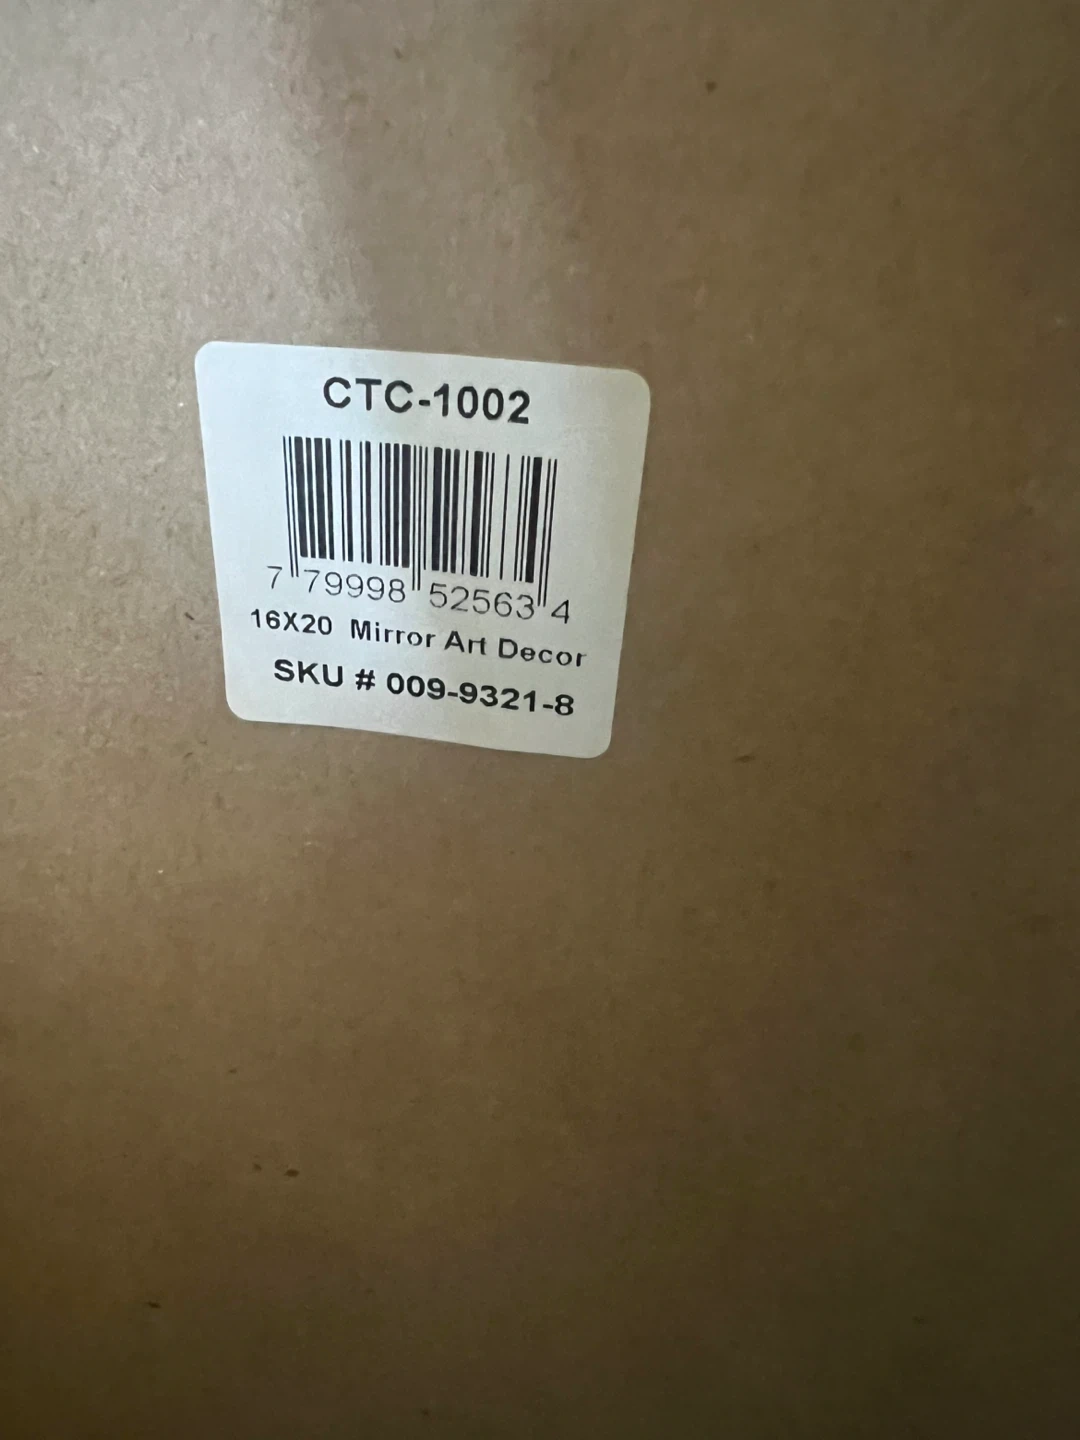 CTC-1002
7 79998 52563 4
16X20 Mirror Art Decor
SKU # 009-9321-8